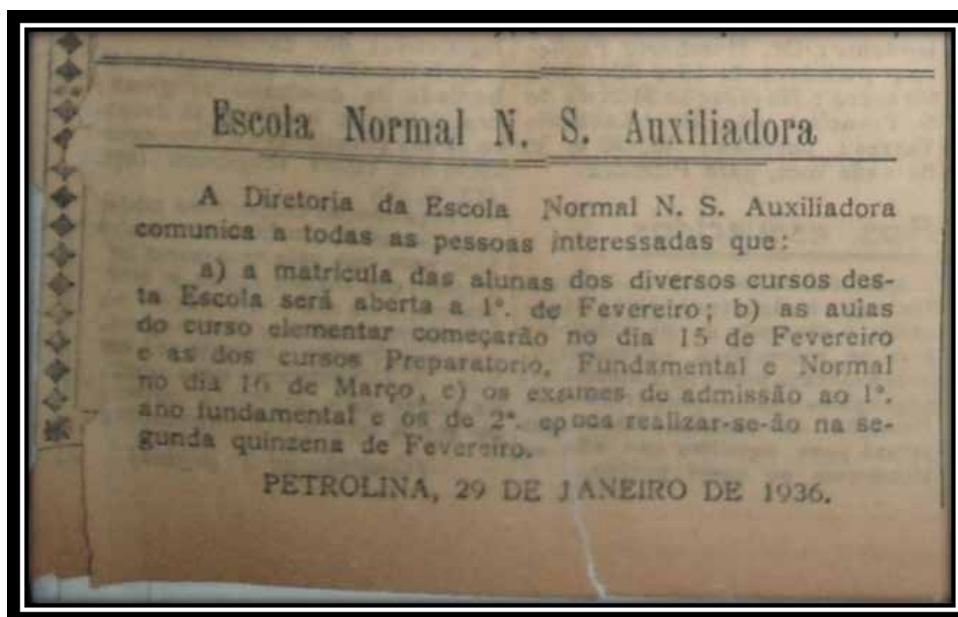 Escola Normal N. S. Auxiliadora
A Diretoria da Escola Normal N. S. Auxiliadora
comunica a todas as pessoas interessadas que:
a) a matricula das alunas dos diversos cursos des-
ta Escola será aberta a 1º. de Fevereiro; b) as aulas
do curso elementar começarão no dia 15 de Fevereiro
e as dos cursos Preparatorio, Fundamental e Normal
no dia 16 de Março, c) os exames de admissão ao 1º.
ano fundamental e os de 2ª. epoca realizar-se-ão na se-
gunda quinzena de Fevereiro.
PETROLINA, 29 DE JANEIRO DE 1936.